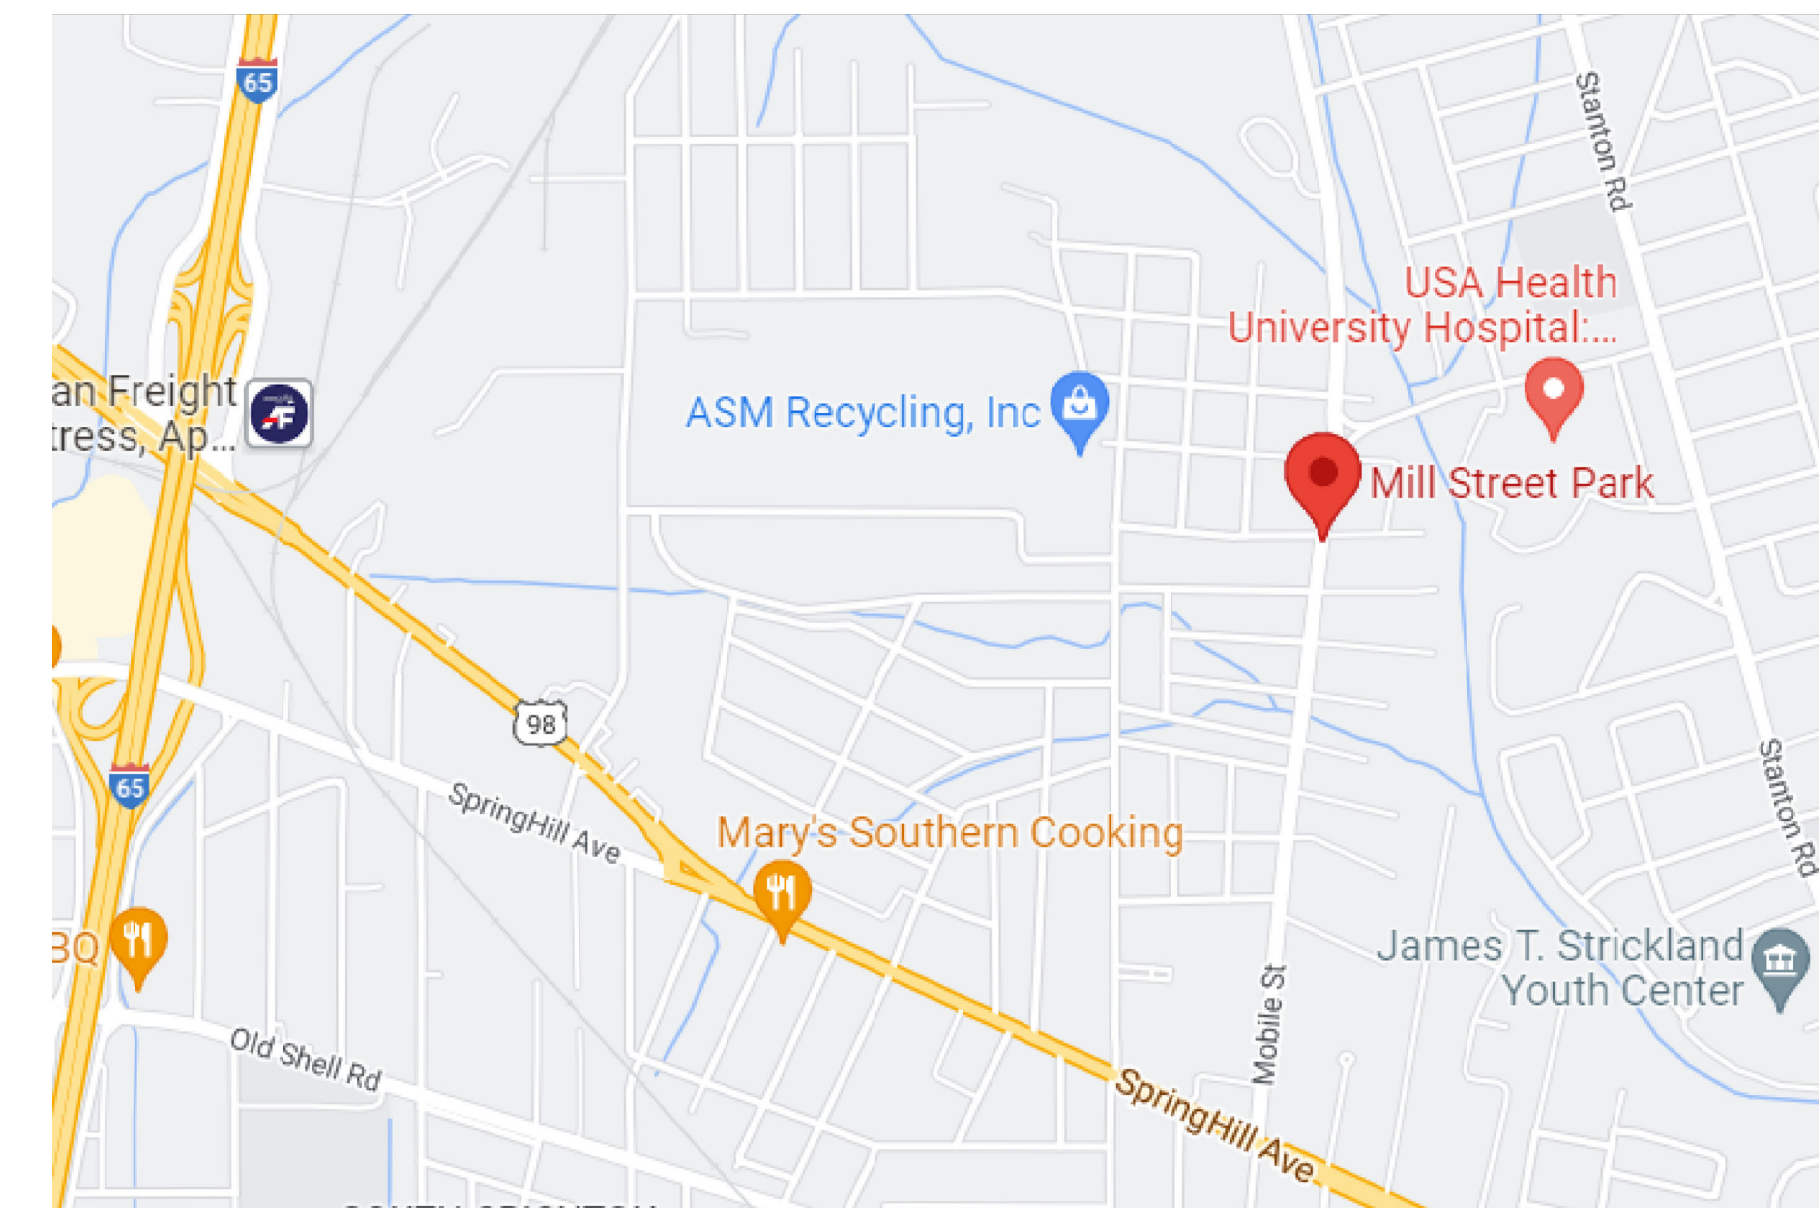 65
Stanton Rd
USA Health
University Hospital:...
an Freight
tress, Ap...
ASM Recycling, Inc
Mill Street Park
98
65
SpringHill Ave
Mary's Southern Cooking
Stanton Rd
BQ
James T. Strickland
Youth Center
Mobile St
Old Shell Rd
SpringHill Ave